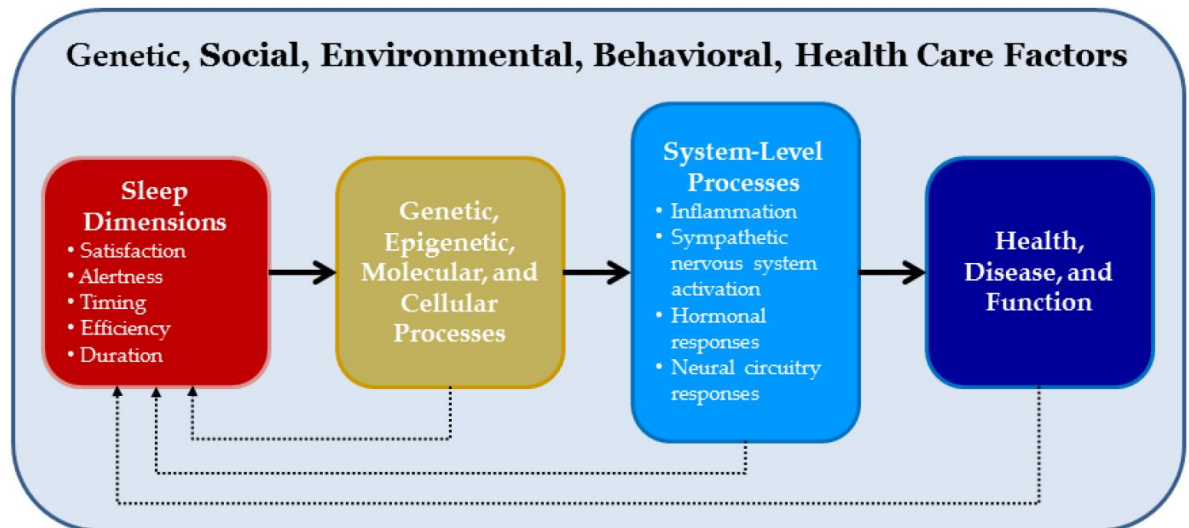 Genetic, Social, Environmental, Behavioral, Health Care Factors
Sleep
Dimensions
• Satisfaction
• Alertness
• Timing
• Efficiency
• Duration
Genetic,
Epigenetic,
Molecular, and
Cellular
Processes
System-Level
Processes
• Inflammation
• Sympathetic
nervous system
activation
• Hormonal
responses
• Neural circuitry
responses
Health,
Disease, and
Function